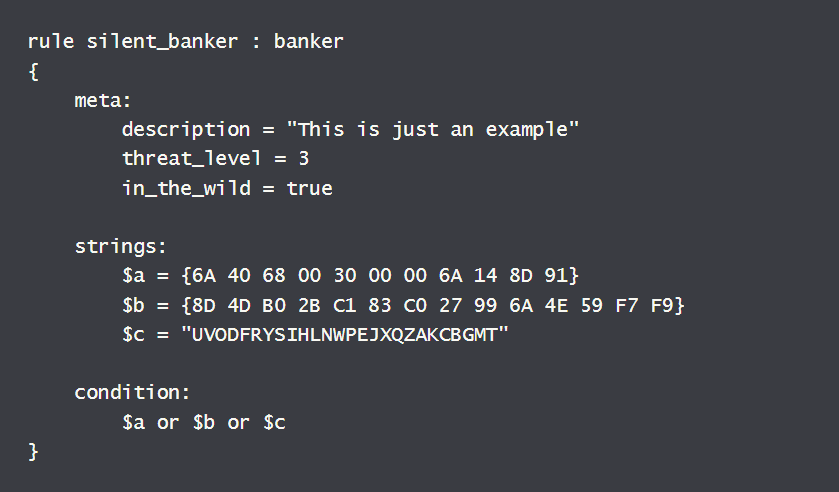 rule silent_banker : banker
{
    meta:
        description = "This is just an example"
        threat_level = 3
        in_the_wild = true

    strings:
        $a = {6A 40 68 00 30 00 00 6A 14 8D 91}
        $b = {8D 4D B0 2B C1 83 C0 27 99 6A 4E 59 F7 F9}
        $c = "UVODFRYSIHLNWPEJXQZAKCBGMT"

    condition:
        $a or $b or $c
}